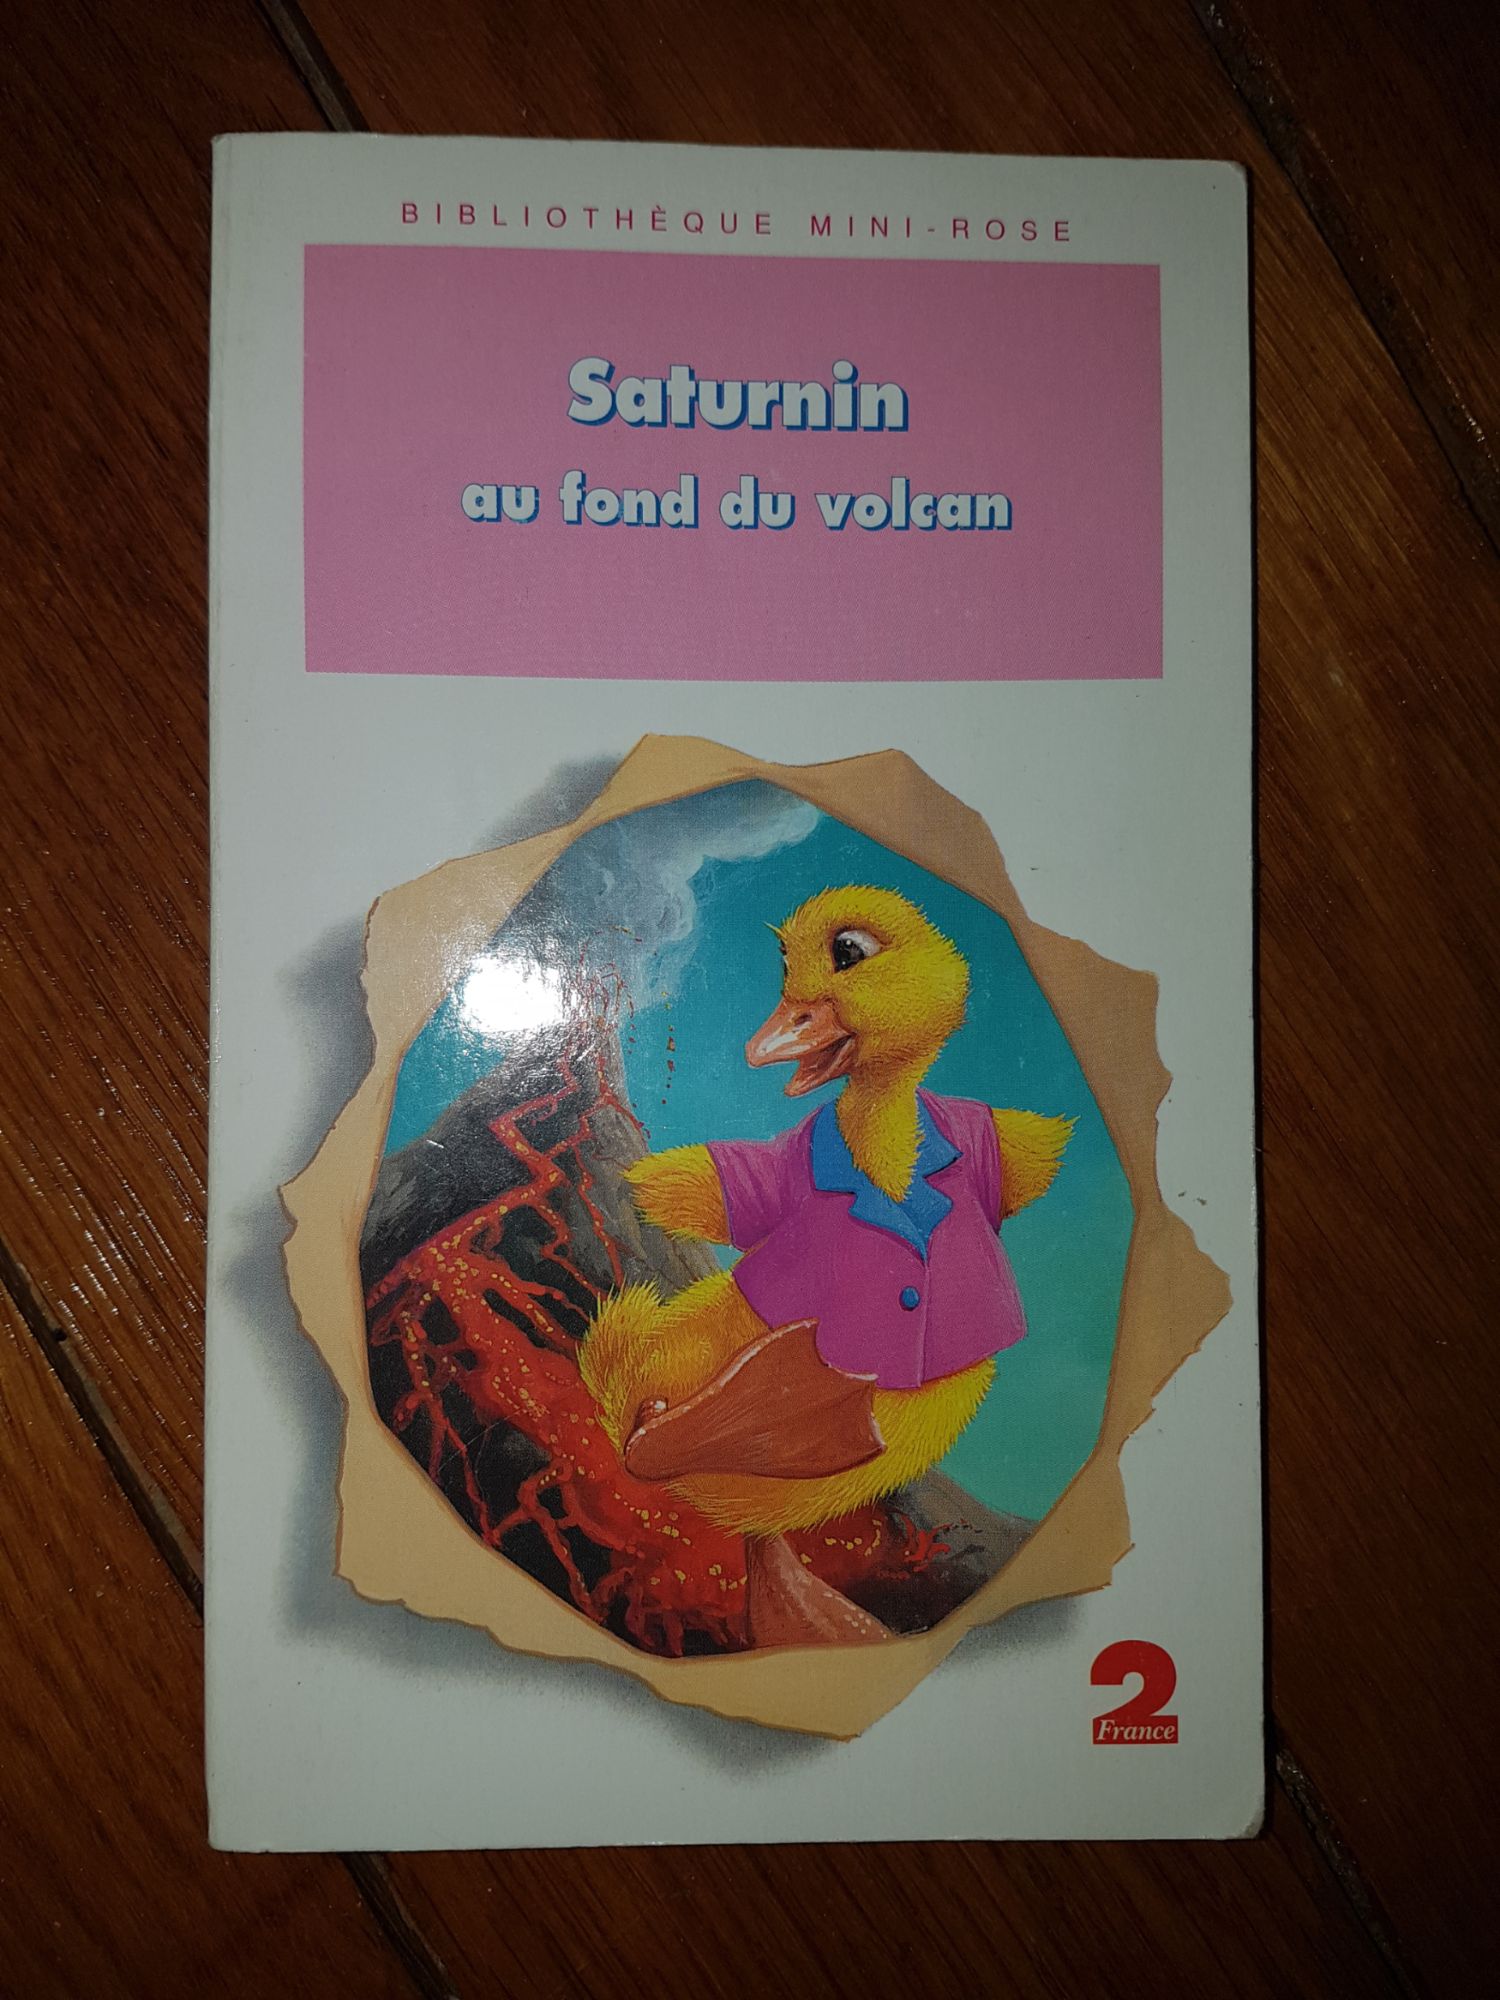 BIBLIOTHÈQUE MINI-ROSE
Saturnin
au fond du volcan
2
France